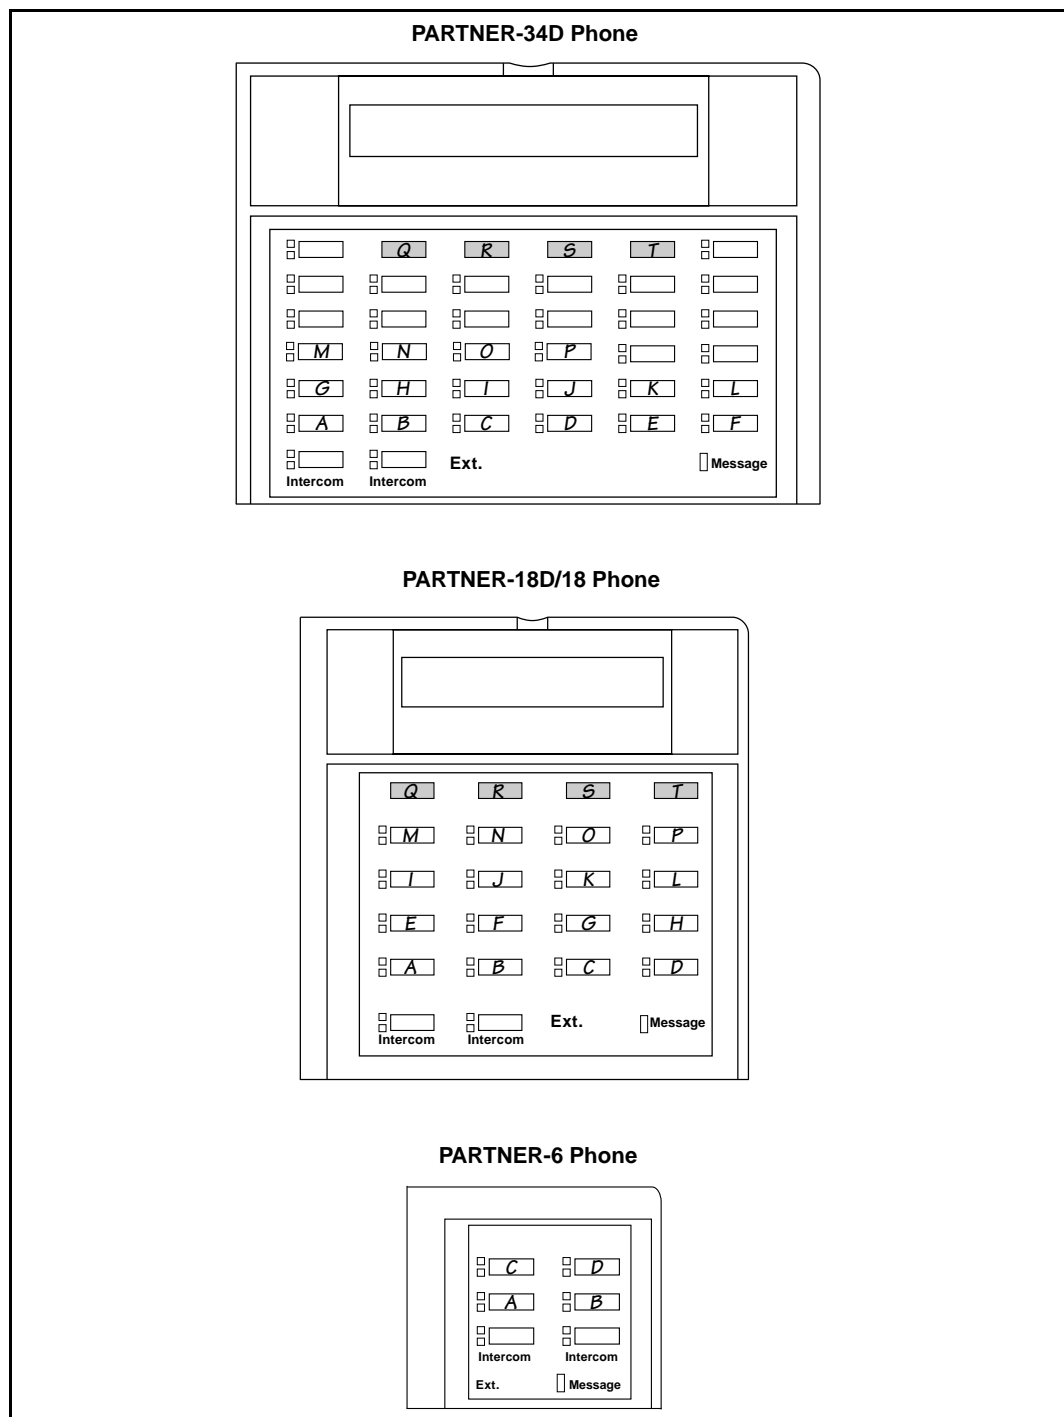 PARTNER-34D Phone
Q R S T
M N O P
G H I J K L
A B C D E F
Ext. Message
Intercom Intercom
PARTNER-18D/18 Phone
Q R S T
M N O P
I J K L
E F G H
A B C D
Ext. Message
Intercom Intercom
PARTNER-6 Phone
C D
A B
Intercom Intercom
Ext. Message